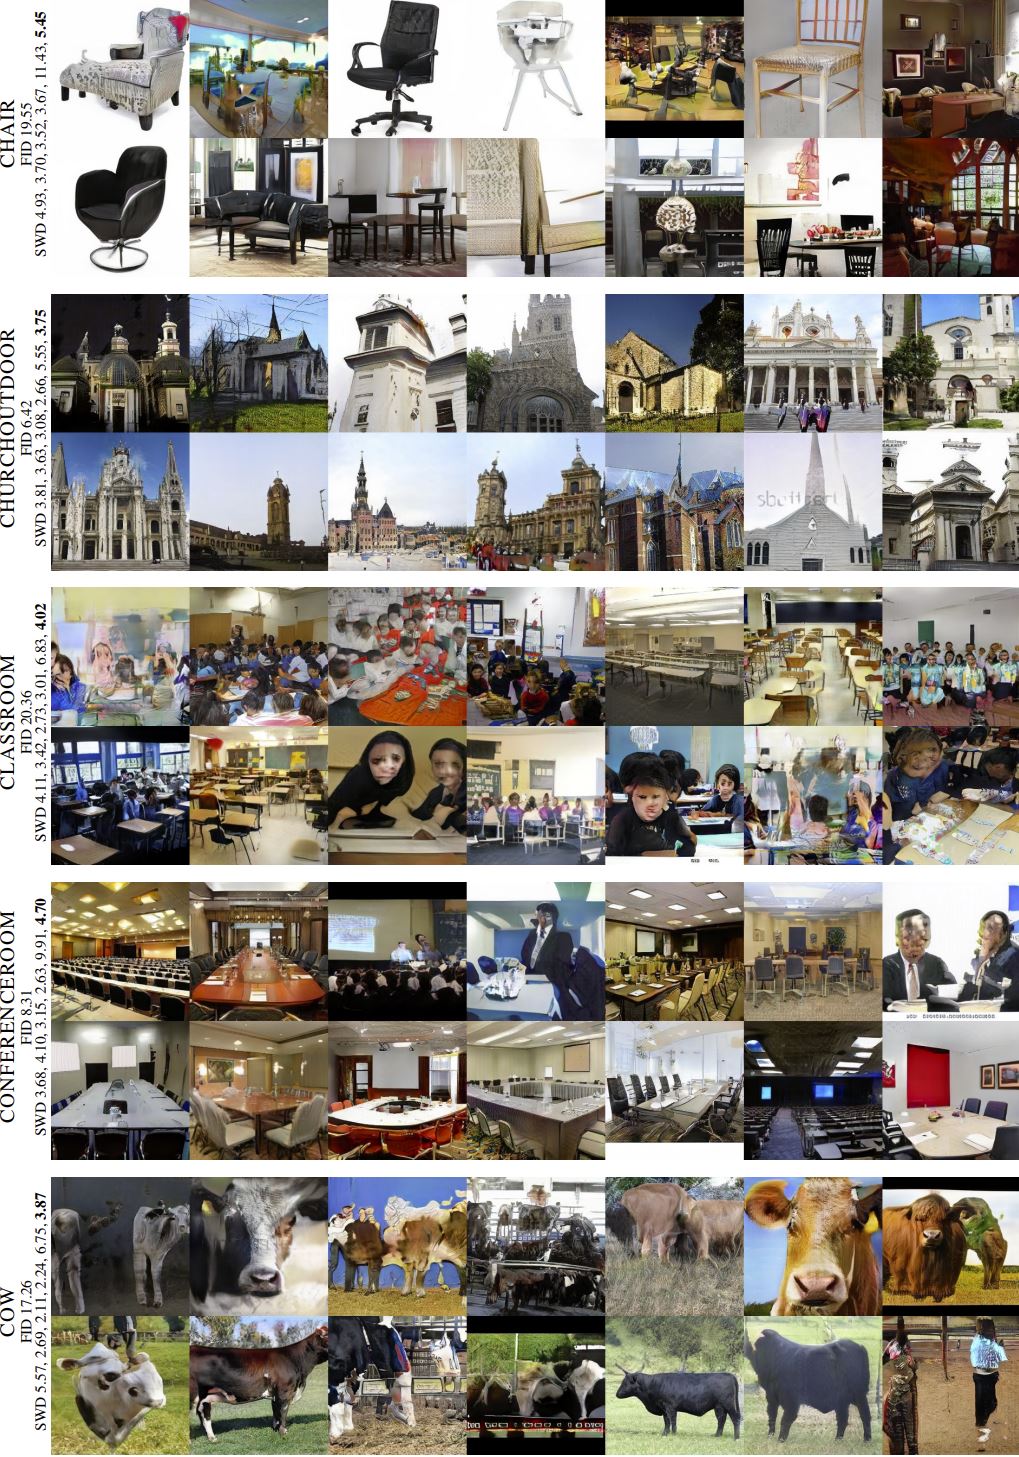 CHAIR
FID 19.55
SWD 4.93, 3.70, 3.52, 3.67, 11.43, 5.45
CHURCHOUTDOOR
FID 6.42
SWD 3.81, 3.63, 3.08, 2.66, 5.55, 3.75
CLASSROOM
FID 20.36
SWD 4.11, 3.42, 2.73, 3.01, 6.83, 4.02
CONFERENCEROOM
FID 8.31
SWD 3.68, 4.10, 3.15, 2.63, 9.91, 4.70
COW
FID 17.26
SWD 5.57, 2.69, 2.11, 2.24, 6.75, 3.87